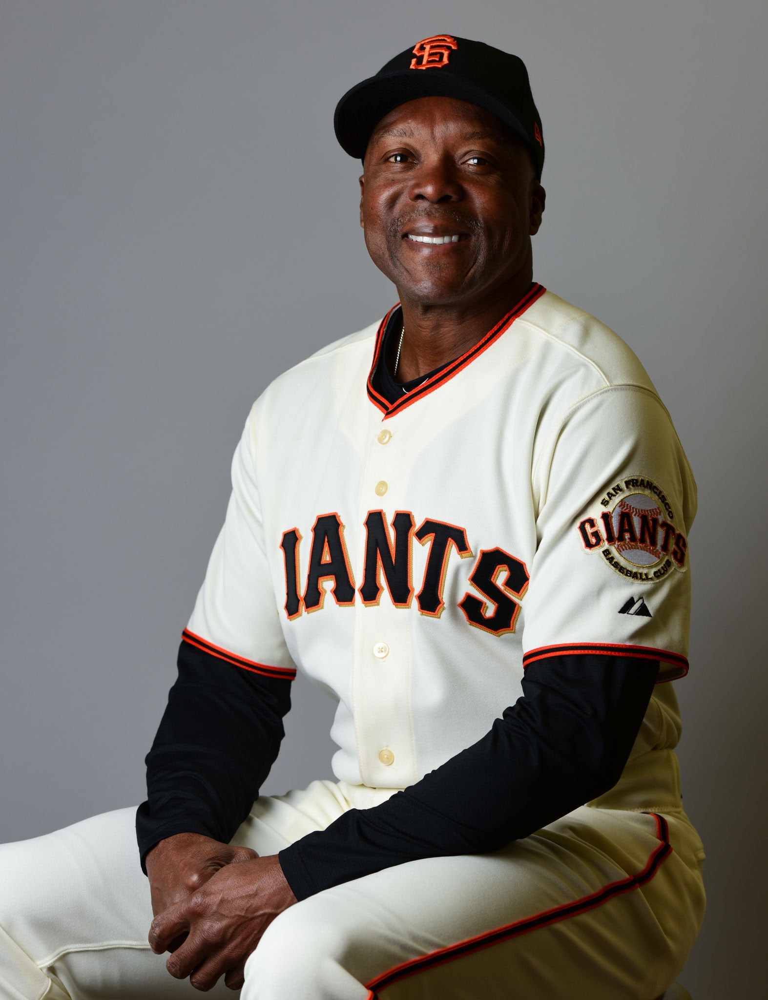 SF
IANTS
SAN FRANCISCO
GIANTS
BASEBALL CLUB